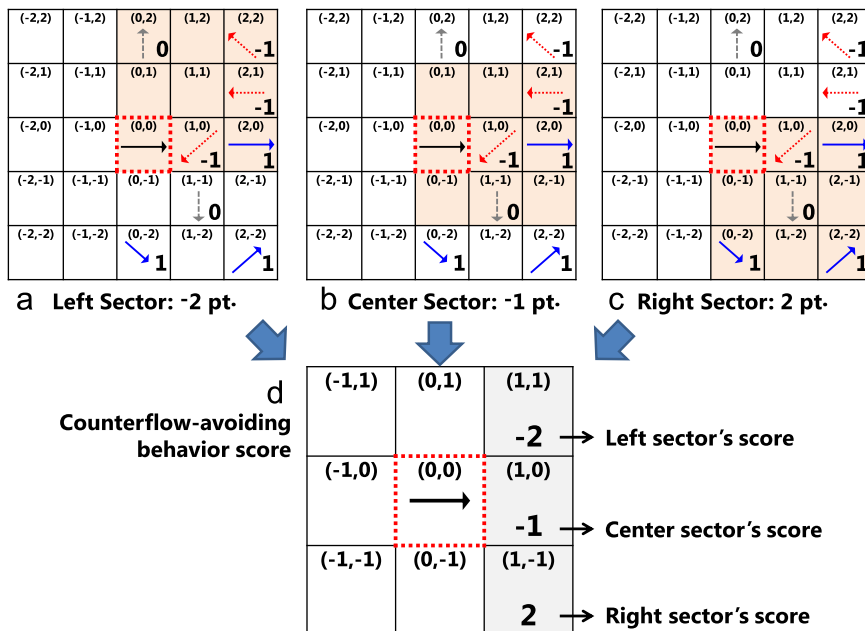 (-2,2) (-1,2) (0,2) (1,2) (2,2)
0 -1
(-2,1) (-1,1) (0,1) (1,1) (2,1)
-1
(-2,0) (-1,0) (0,0) (1,0) (2,0)
-1 1
(-2,-1) (-1,-1) (0,-1) (1,-1) (2,-1)
0
(-2,-2) (-1,-2) (0,-2) (1,-2) (2,-2)
1 1
a Left Sector: -2 pt.
(-2,2) (-1,2) (0,2) (1,2) (2,2)
0 -1
(-2,1) (-1,1) (0,1) (1,1) (2,1)
-1
(-2,0) (-1,0) (0,0) (1,0) (2,0)
-1 1
(-2,-1) (-1,-1) (0,-1) (1,-1) (2,-1)
0
(-2,-2) (-1,-2) (0,-2) (1,-2) (2,-2)
1 1
b Center Sector: -1 pt.
(-2,2) (-1,2) (0,2) (1,2) (2,2)
0 -1
(-2,1) (-1,1) (0,1) (1,1) (2,1)
-1
(-2,0) (-1,0) (0,0) (1,0) (2,0)
-1 1
(-2,-1) (-1,-1) (0,-1) (1,-1) (2,-1)
0
(-2,-2) (-1,-2) (0,-2) (1,-2) (2,-2)
1 1
c Right Sector: 2 pt.
d
Counterflow-avoiding
behavior score
(-1,1) (0,1) (1,1)
-2 Left sector's score
(-1,0) (0,0) (1,0)
-1 Center sector's score
(-1,-1) (0,-1) (1,-1)
2 Right sector's score